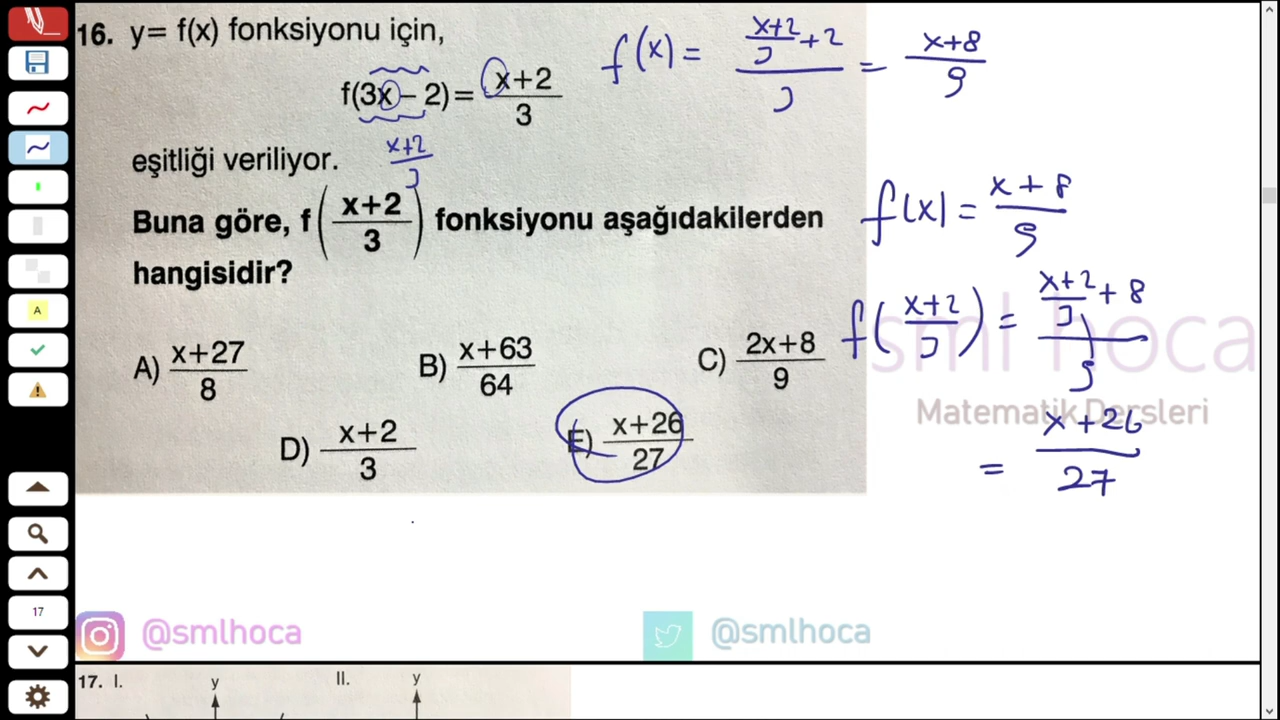 16. y= f(x) fonksiyonu için,
f(3x − 2) = x+2/3
eşitliği veriliyor.
x+2/3
Buna göre, f(x+2/3) fonksiyonu aşağıdakilerden
hangisidir?
A) x+27/8
B) x+63/64
C) 2x+8/9
D) x+2/3
E) x+26/27
f(x) = x+2/3 + 2 / 3 = x+8/9
f(x) = x+8/9
f(x+2/3) = x+2/3 + 8 / 9
= x+26/27
sml hoca
Matematik Dersleri
@smlhoca
@smlhoca
A
17
17. I.
y
II.
y